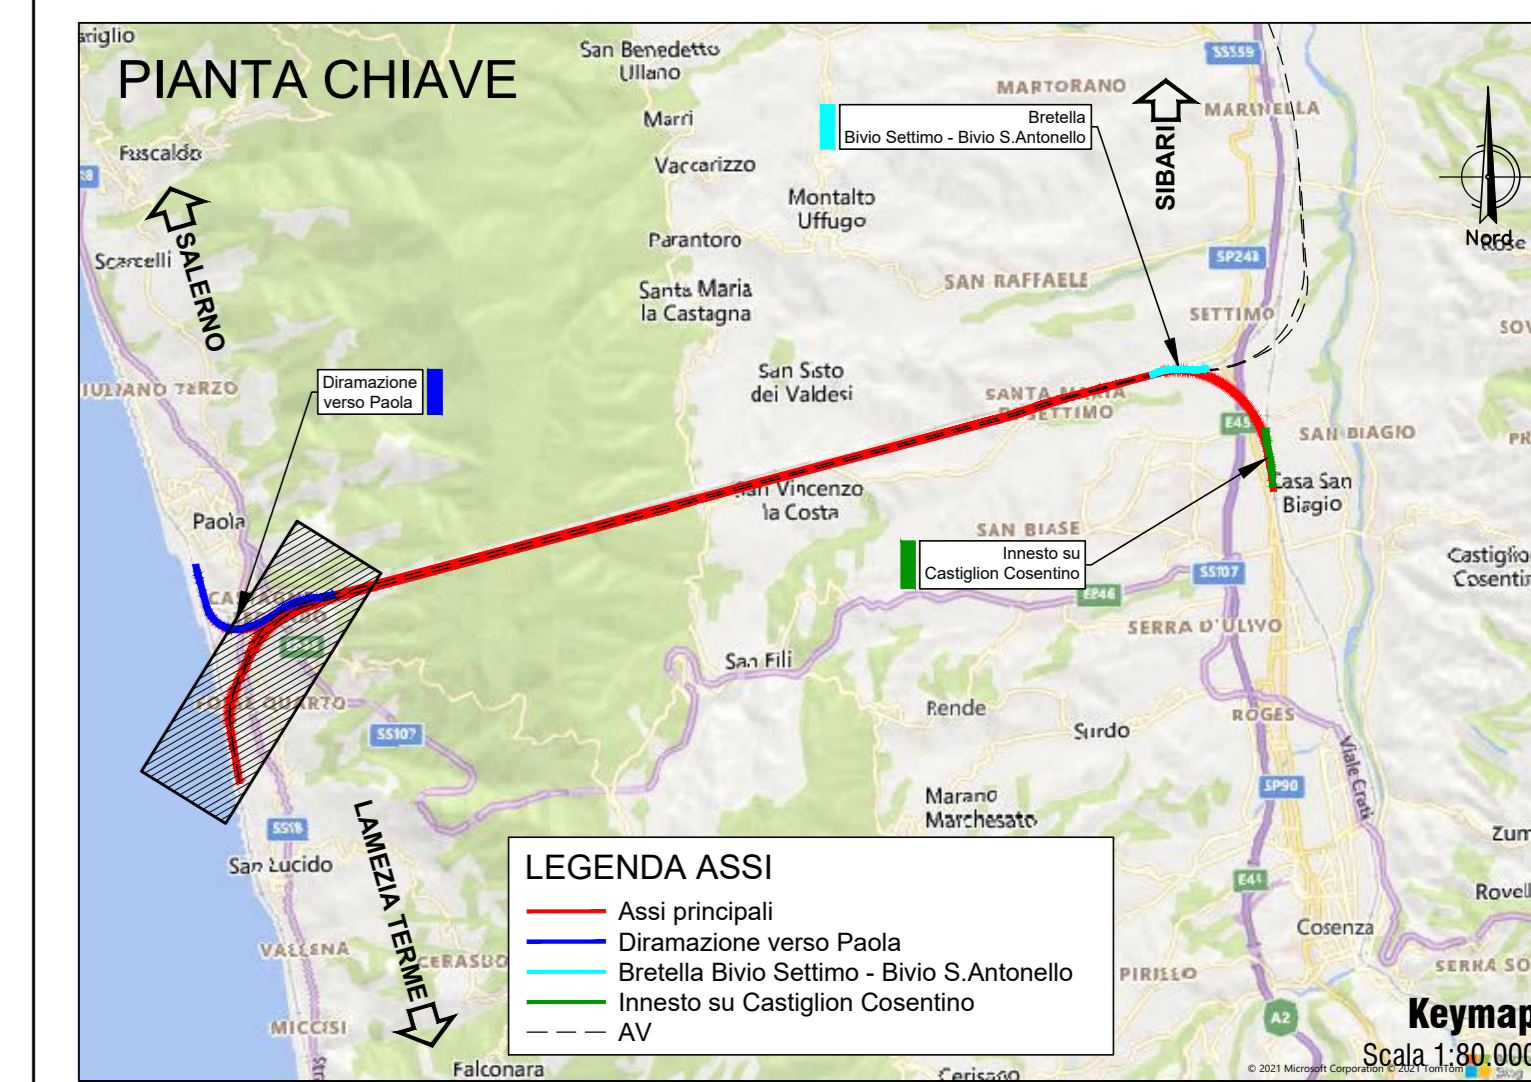 PIANTA CHIAVE
San Benedetto
Ullano
SS559
MARTORANO
MARINELLA
Marri
Bretella
Bivio Settimo - Bivio S.Antonello
SIBARI
Fuscaldo
Vaccarizzo
Montalto
Uffugo
Nord
SALERNO
Scarcelli
Parantoro
SP248
SAN RAFFAELE
Santa Maria
la Castagna
SETTIMO
San Sisto
dei Valdesi
Diramazione
verso Paola
SANTA MARIA
SETTIMO
SAN BIAGIO
San Vincenzo
la Costa
Casa San
Biagio
Paola
SAN BIASE
Innesto su
Castiglion Cosentino
SS107
SERRA D'ULIVO
San Fili
Rende
ROGES
SS107
Surdo
Viale Crati
SP90
Marano
Marchesato
SS18
San Lucido
LAMEZIA TERME
LEGENDA ASSI
Assi principali
Diramazione verso Paola
Bretella Bivio Settimo - Bivio S.Antonello
Innesto su Castiglion Cosentino
AV
Cosenza
VALLENA
PIRILLO
MICCISI
A2
Keymap
Scala 1:80.000
Falconara
Cerisano
© 2021 Microsoft Corporation © 2021 TomTom